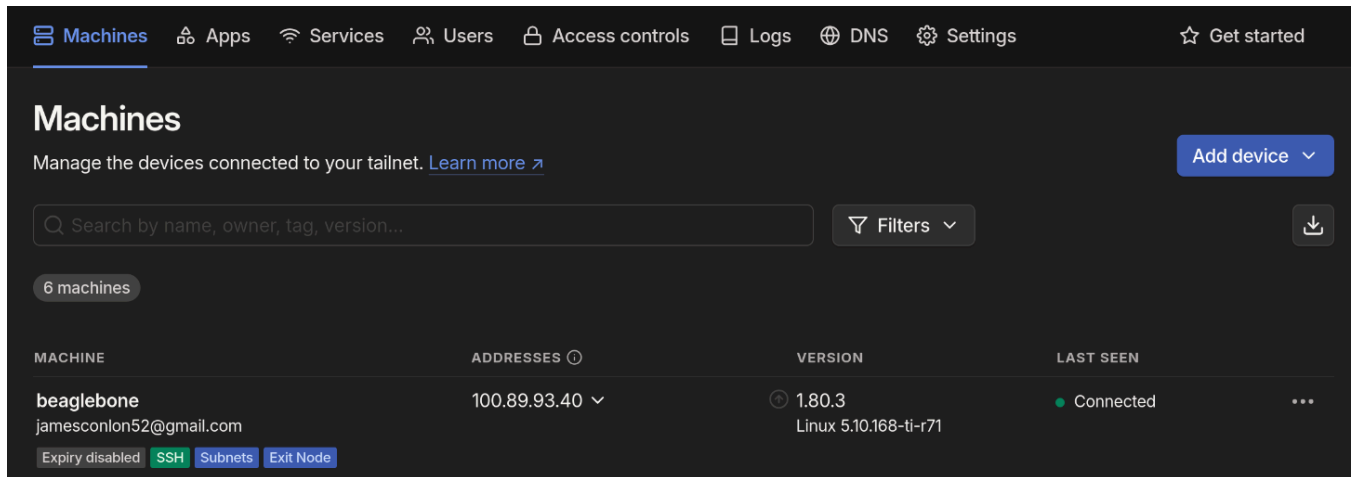 Machines Apps Services Users Access controls Logs DNS Settings Get started
Machines
Manage the devices connected to your tailnet. Learn more ↗
Add device
Search by name, owner, tag, version...
Filters
6 machines
MACHINE ADDRESSES VERSION LAST SEEN
beaglebone 100.89.93.40 1.80.3 Connected
jamesconlon52@gmail.com Linux 5.10.168-ti-r71
Expiry disabled SSH Subnets Exit Node